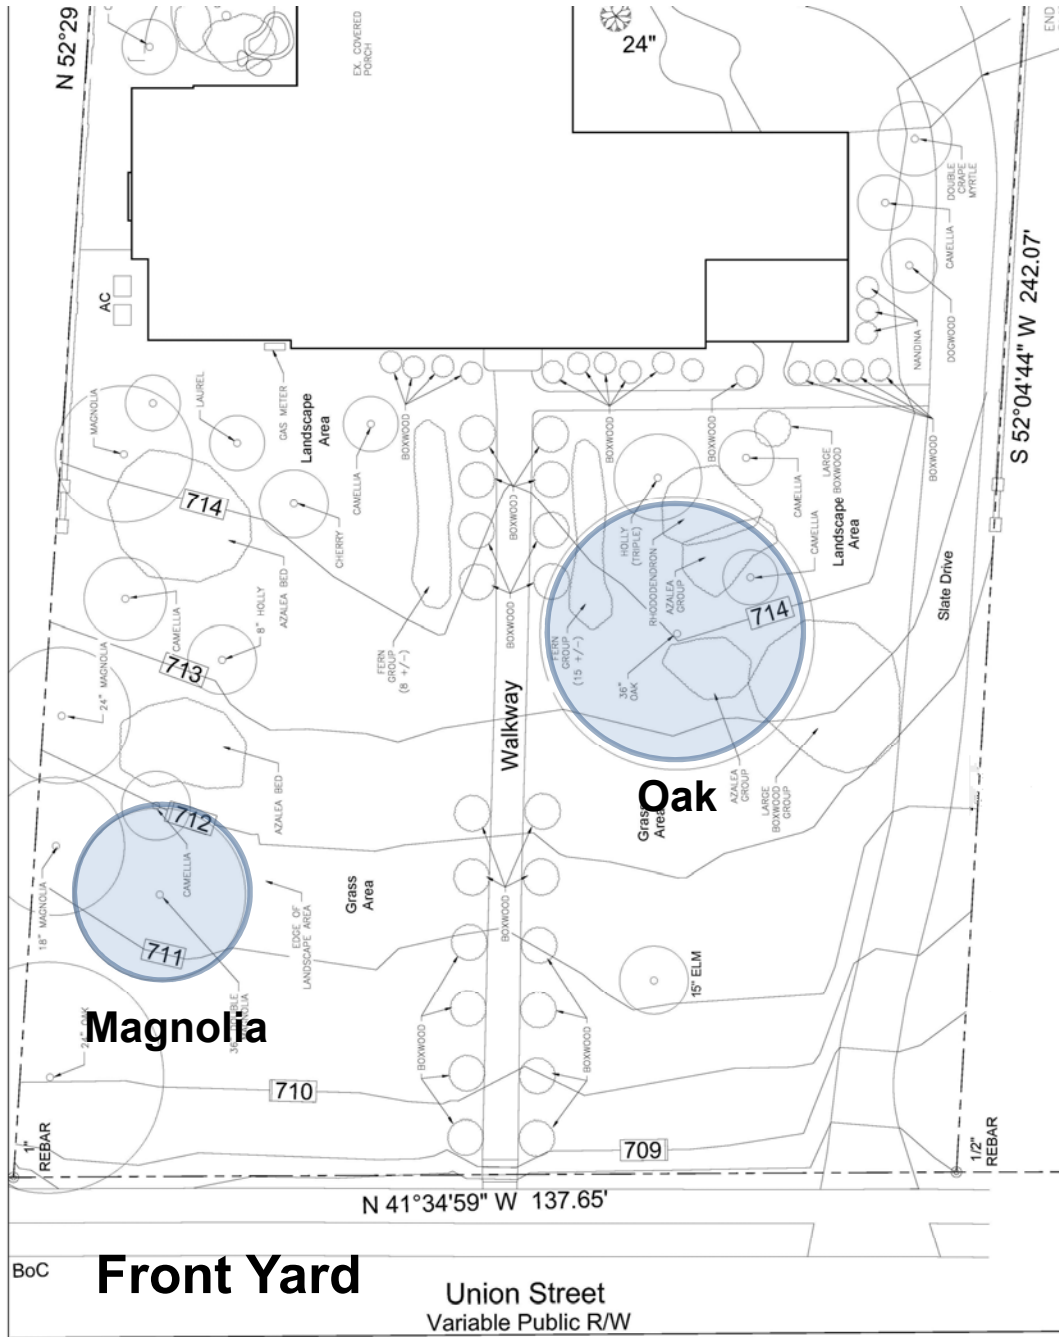 N 52°29
EX. COVERED
PORCH
24"
END
DOUBLE
CRAPE
MYRTLE
CAMELLIA
DOGWOOD
NANDINA
S 52°04'44" W 242.07'
AC
GAS METER
MAGNOLIA
LAUREL
Landscape
Area
CAMELLIA
BOXWOOD
BOXWOOD
BOXWOOD
BOXWOOD
LARGE
BOXWOOD
CAMELLIA
Landscape
Area
CAMELLIA
714
CHERRY
BOXWOOD
HOLLY
(TRIPLE)
RHODODENDRON
AZALEA
GROUP
714
Slate Drive
AZALEA BED
8" HOLLY
CAMELLIA
713
24" MAGNOLIA
FERN
GROUP
(8 +/-)
BOXWOOD
FERN
GROUP
(15 +/-)
36"
OAK
Walkway
AZALEA BED
Oak
Grass
Area
AZALEA
GROUP
LARGE
BOXWOOD
GROUP
712
CAMELLIA
18" MAGNOLIA
711
EDGE OF
LANDSCAPE AREA
Grass
Area
BOXWOOD
15" ELM
Magnolia
24" OAK
BOXWOOD
BOXWOOD
710
709
1"
REBAR
1/2"
REBAR
N 41°34'59" W 137.65'
BoC
Front Yard
Union Street
Variable Public R/W